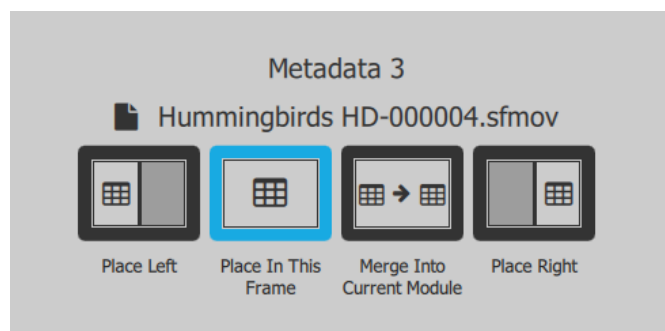 Metadata 3
Hummingbirds HD-000004.sfmov
Place Left
Place In This
Frame
Merge Into
Current Module
Place Right